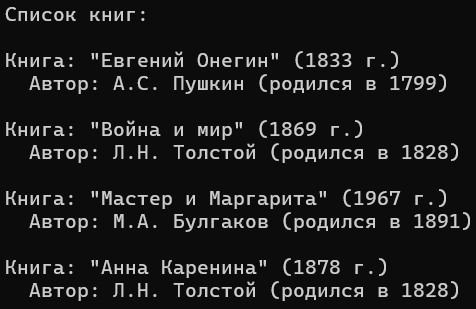 Список книг:
Книга: "Евгений Онегин" (1833 г.)
Автор: А.С. Пушкин (родился в 1799)
Книга: "Война и мир" (1869 г.)
Автор: Л.Н. Толстой (родился в 1828)
Книга: "Мастер и Маргарита" (1967 г.)
Автор: М.А. Булгаков (родился в 1891)
Книга: "Анна Каренина" (1878 г.)
Автор: Л.Н. Толстой (родился в 1828)